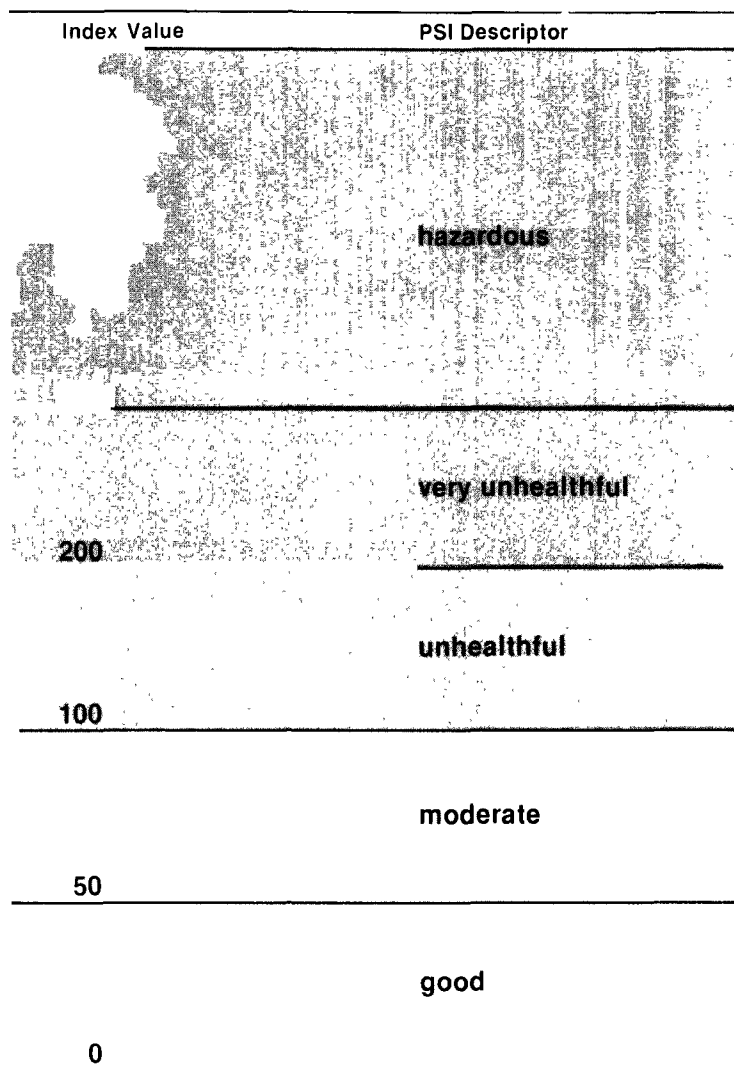 Index Value PSI Descriptor
hazardous
very unhealthful
200
unhealthful
100
moderate
50
good
0